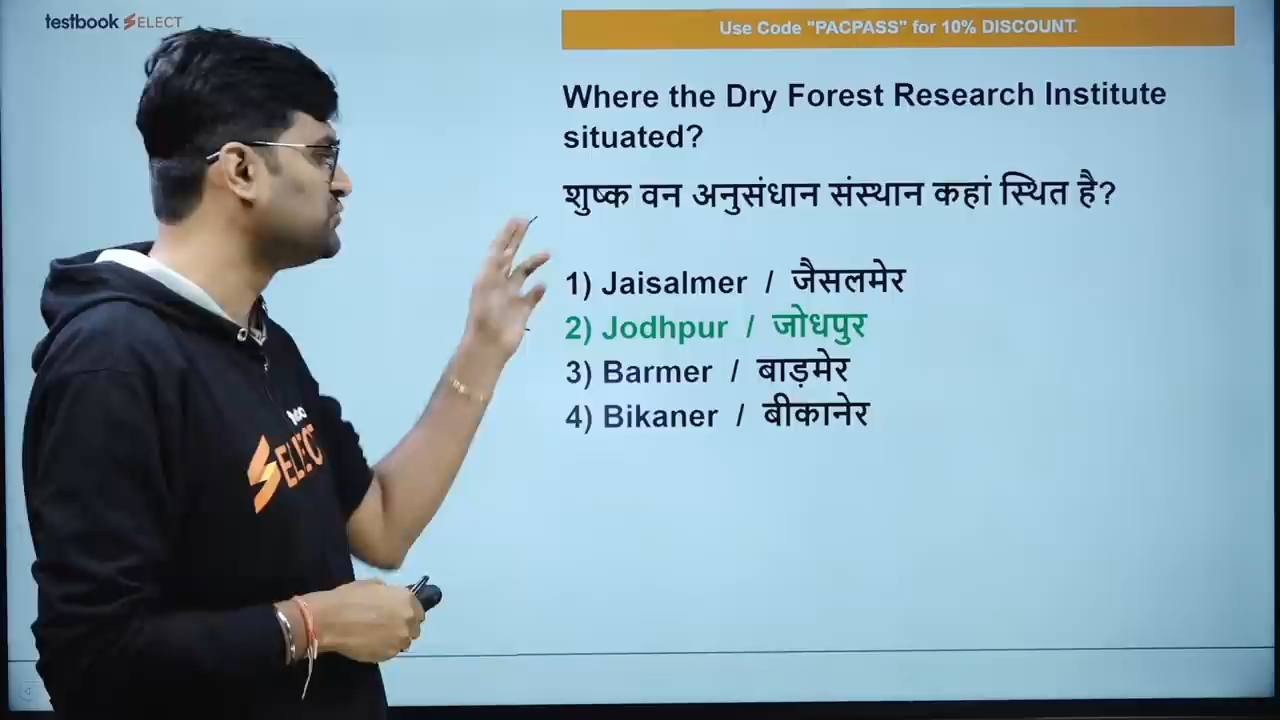 testbook SELECT
Use Code "PACPASS" for 10% DISCOUNT.
Where the Dry Forest Research Institute
situated?
शुष्क वन अनुसंधान संस्थान कहां स्थित है?
1) Jaisalmer / जैसलमेर
2) Jodhpur / जोधपुर
3) Barmer / बाड़मेर
4) Bikaner / बीकानेर
SELECT